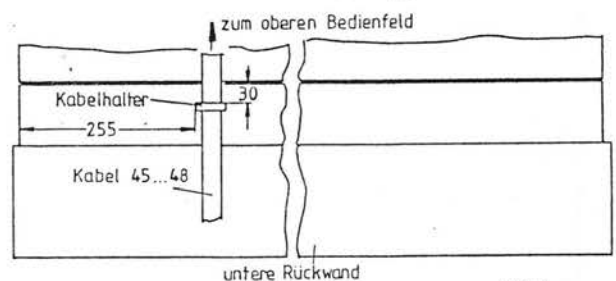 zum oberen Bedienfeld
Kabelhalter
30
255
Kabel 45...48
untere Rückwand